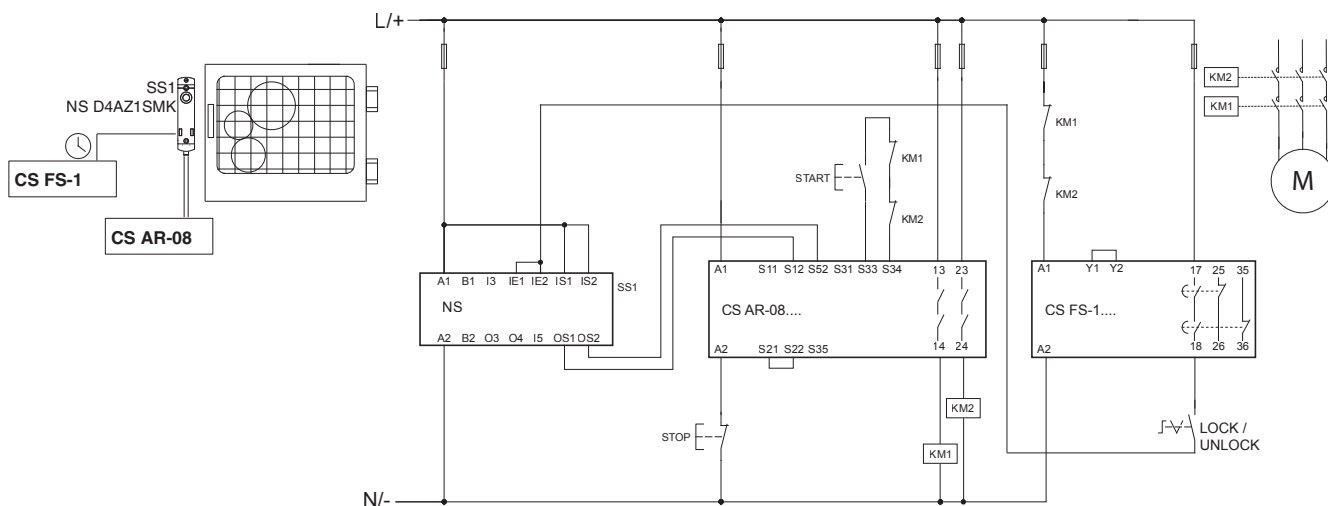 L/+
SS1
NS D4AZ1SMK
CS FS-1
CS AR-08
KM2
KM1
M
KM1
KM2
START
KM1
KM2
A1 B1 I3 IE1 IE2 IS1 IS2
SS1
NS
A2 B2 O3 O4 I5 OS1 OS2
A1 S11 S12 S52 S31 S33 S34 13 23
CS AR-08....
A2 S21 S22 S35 14 24
A1 Y1 Y2 17 25 35
CS FS-1....
A2 18 26 36
STOP
KM2
KM1
LOCK /
UNLOCK
N/-